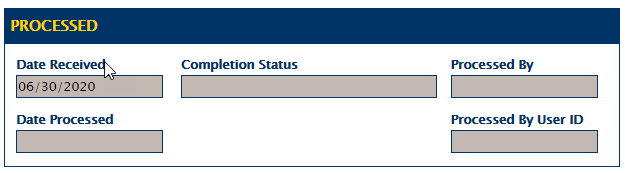 PROCESSED
Date Received
Completion Status
Processed By
06/30/2020
Date Processed
Processed By User ID